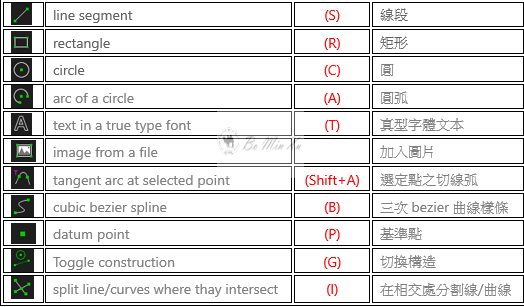 line segment (S) 線段
rectangle (R) 矩形
circle (C) 圓
arc of a circle (A) 圓弧
text in a true type font (T) 真型字體文本
image from a file 加入圖片
tangent arc at selected point (Shift+A) 選定點之切線弧
cubic bezier spline (B) 三次 bezier 曲線樣條
datum point (P) 基準點
Toggle construction (G) 切換構造
split line/curves where thay intersect (I) 在相交處分割線/曲線
Bo Min Xu